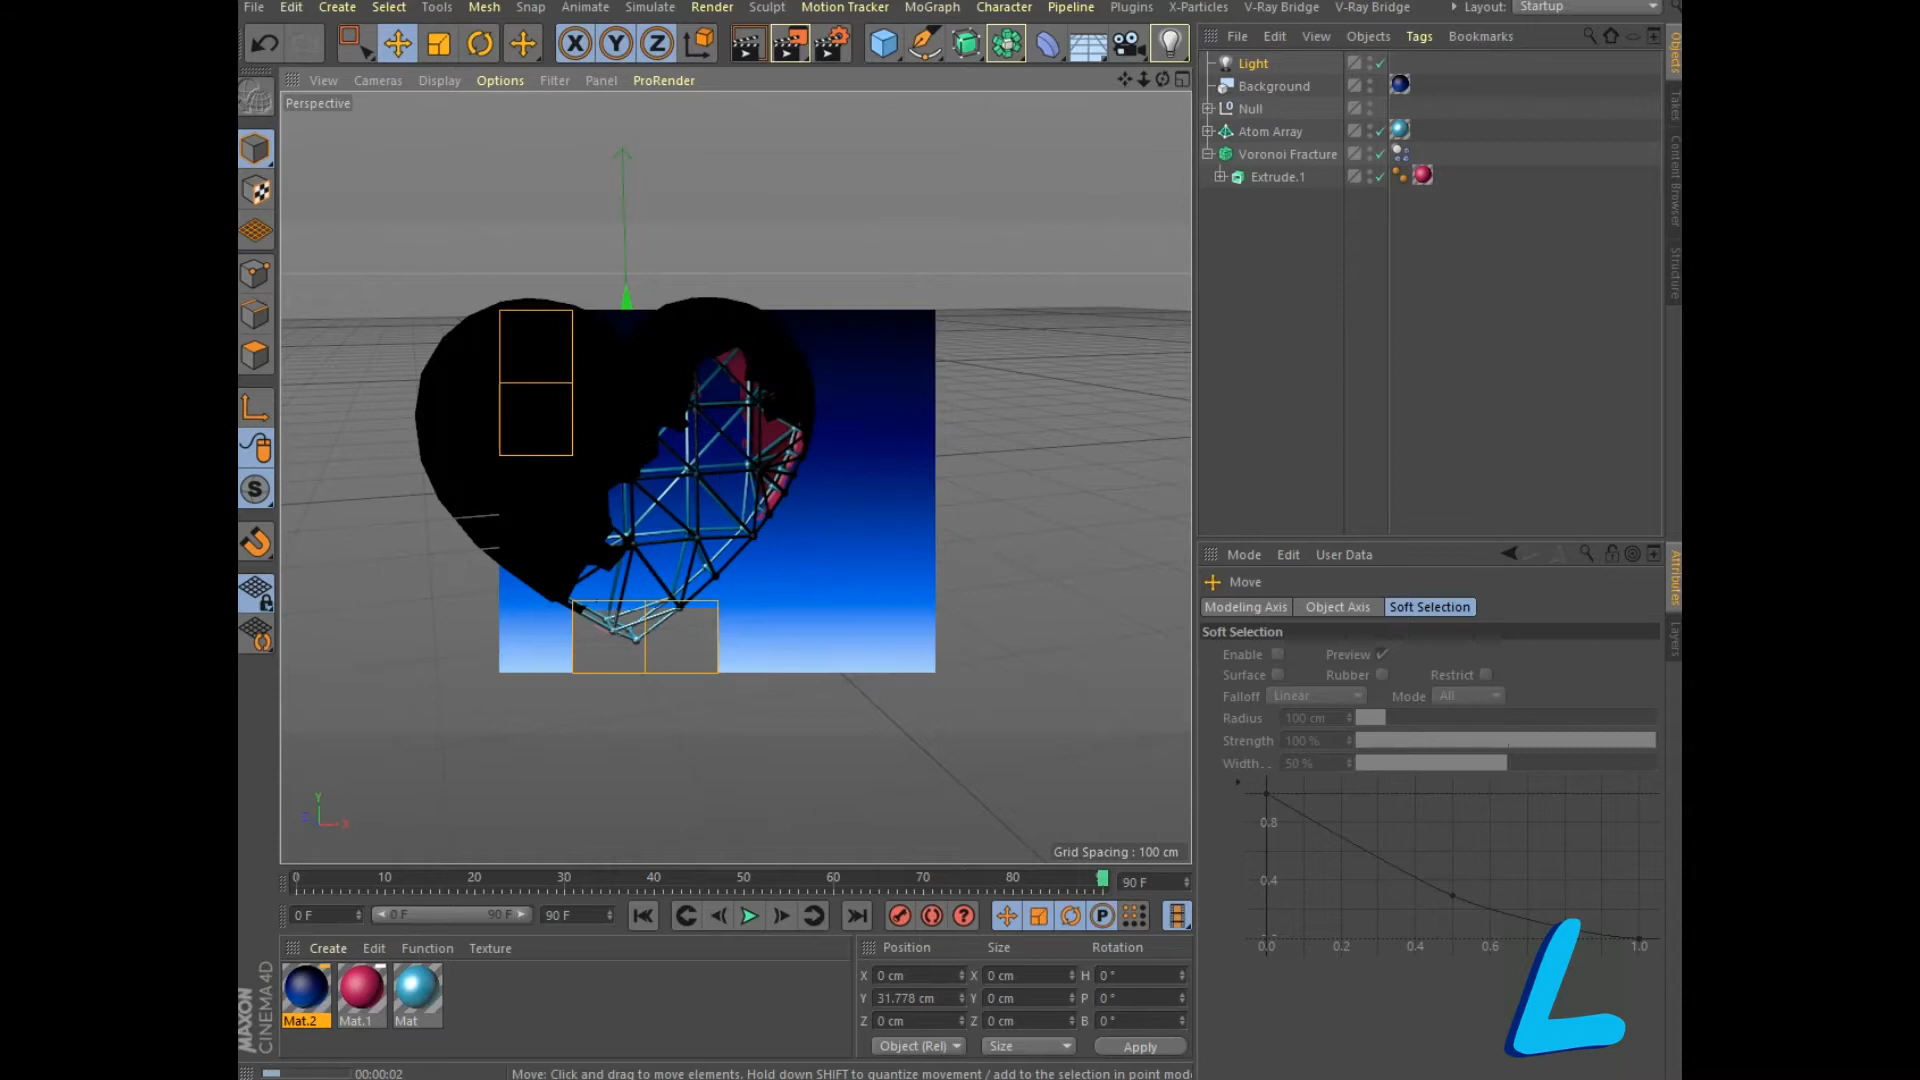 File Edit Create Select Tools Mesh Snap Animate Simulate Render Sculpt Motion Tracker MoGraph Character Pipeline Plugins X-Particles V-Ray Bridge V-Ray Bridge Layout: Startup
X Y Z
File Edit View Objects Tags Bookmarks
View Cameras Display Options Filter Panel ProRender
Perspective
Light
Background
Null
Atom Array
Voronoi Fracture
Extrude.1
Objects
Takes
Content Browser
Structure
Mode Edit User Data
Move
Modeling Axis Object Axis Soft Selection
Soft Selection
Enable Preview
Surface Rubber Restrict
Falloff Linear Mode All
Radius 100 cm
Strength 100 %
Width.. 50 %
0.8
0.4
0.0 0.2 0.4 0.6 1.0
Attributes
Layers
S
Y
X
Grid Spacing : 100 cm
0 10 20 30 40 50 60 70 80 90 F
0 F 0 F 90 F 90 F
P
Create Edit Function Texture
Mat.2 Mat.1 Mat
MAXON
CINEMA 4D
Position Size Rotation
X 0 cm X 0 cm H 0 °
Y 31.778 cm Y 0 cm P 0 °
Z 0 cm Z 0 cm B 0 °
Object (Rel) Size Apply
00:00:02 Move: Click and drag to move elements. Hold down SHIFT to quantize movement / add to the selection in point mod
L